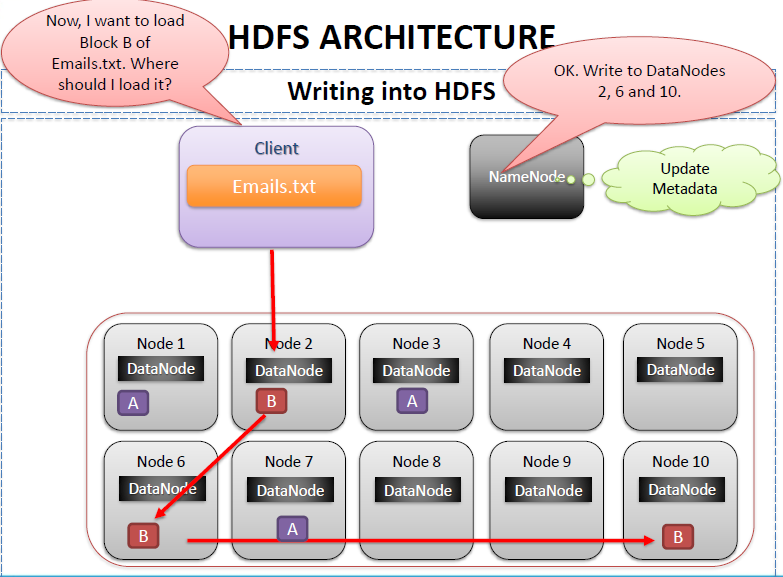 Now, I want to load
Block B of
Emails.txt. Where
should I load it?
HDFS ARCHITECTURE
Writing into HDFS
OK. Write to DataNodes
2, 6 and 10.
Client
Emails.txt
NameNode
Update
Metadata
Node 1
DataNode
A
Node 2
DataNode
B
Node 3
DataNode
A
Node 4
DataNode
Node 5
DataNode
Node 6
DataNode
B
Node 7
DataNode
A
Node 8
DataNode
Node 9
DataNode
Node 10
DataNode
B